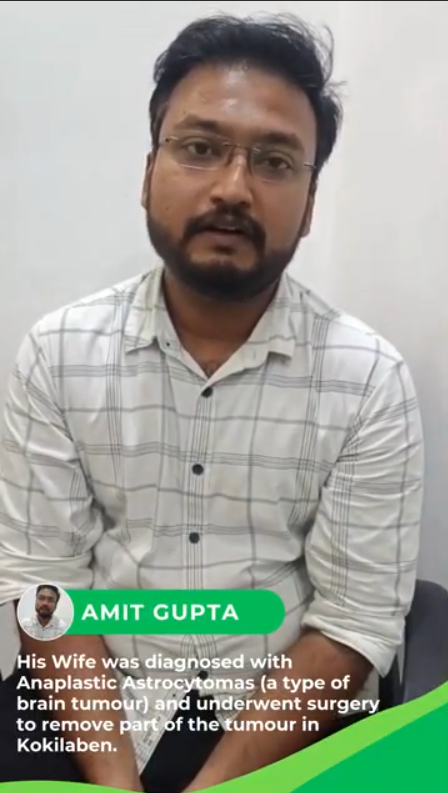 AMIT GUPTA
His Wife was diagnosed with
Anaplastic Astrocytomas (a type of
brain tumour) and underwent surgery
to remove part of the tumour in
Kokilaben.